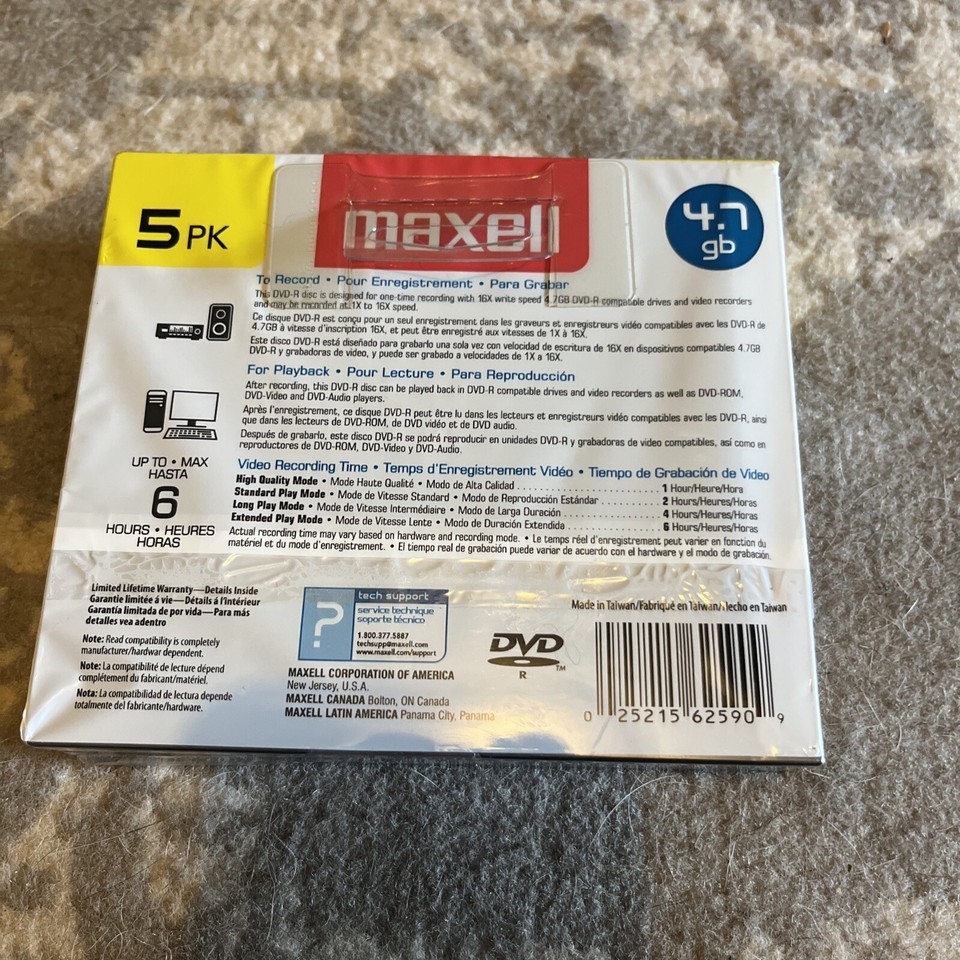 5 PK
maxell
4.7
gb
To Record • Pour Enregistrement • Para Grabar
This DVD-R disc is designed for one-time recording with 16X write speed 4.7GB DVD-R compatible drives and video recorders
and may be recorded at 1X to 16X speed.
Ce disque DVD-R est conçu pour un seul enregistrement dans les graveurs et enregistreurs vidéo compatibles avec les DVD-R de
4.7GB à vitesse d'inscription 16X, et peut être enregistré aux vitesses de 1X à 16X.
Este disco DVD-R está diseñado para grabarlo una sola vez con velocidad de escritura de 16X en dispositivos compatibles 4.7GB
DVD-R y grabadoras de video, y puede ser grabado a velocidades de 1X a 16X.
For Playback • Pour Lecture • Para Reproducción
After recording, this DVD-R disc can be played back in DVD-R compatible drives and video recorders as well as DVD-ROM,
DVD-Video and DVD-Audio players.
Après l'enregistrement, ce disque DVD-R peut être lu dans les lecteurs et enregistreurs vidéo compatibles avec les DVD-R, ainsi
que dans les lecteurs de DVD-ROM, de DVD vidéo et de DVD audio.
Después de grabarlo, este disco DVD-R se podrá reproducir en unidades DVD-R y grabadoras de video compatibles, así como en
reproductores de DVD-ROM, DVD-Video y DVD-Audio.
UP TO • MAX
HASTA
6
HOURS • HEURES
HORAS
Video Recording Time • Temps d'Enregistrement Vidéo • Tiempo de Grabación de Video
High Quality Mode • Mode Haute Qualité • Modo de Alta Calidad . . . . . . . . . . 1 Hour/Heure/Hora
Standard Play Mode • Mode de Vitesse Standard • Modo de Reproducción Estándar . . . . . . . . . . 2 Hours/Heures/Horas
Long Play Mode • Mode de Vitesse Intermédiaire • Modo de Larga Duración . . . . . . . . . . 4 Hours/Heures/Horas
Extended Play Mode • Mode de Vitesse Lente • Modo de Duración Extendida . . . . . . . . . . 6 Hours/Heures/Horas
Actual recording time may vary based on hardware and recording mode. • Le temps réel d'enregistrement peut varier en fonction du
matériel et du mode d'enregistrement. • El tiempo real de grabación puede variar de acuerdo con el hardware y el modo de grabación.
Limited Lifetime Warranty—Details Inside
Garantie limitée à vie—Détails à l'intérieur
Garantía limitada de por vida—Para más
detalles vea adentro
Note: Read compatibility is completely
manufacturer/hardwar dependent.
Note: La compatibilité de lecture dépend
complétement du fabricant/matériel.
Nota: La compatibilidad de lectura depende
totalmente del fabricante/hardware.
?
tech support
service technique
soporte técnico
1.800.377.5887
techsupp@maxell.com
www.maxell.com/support
MAXELL CORPORATION OF AMERICA
New Jersey, U.S.A.
MAXELL CANADA Bolton, ON Canada
MAXELL LATIN AMERICA Panama City, Panama
DVD
R
TM
Made in Taiwan/Fabriqué en Taiwan/Hecho en Taiwan
0 25215 62590 9